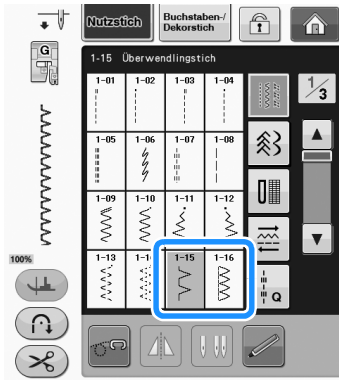 Nutzstich
Buchstaben-/
Dekorstich
G
1-15 Überwendlingstich
1/3
1-01 1-02 1-03 1-04
1-05 1-06 1-07 1-08
1-09 1-10 1-11 1-12
100%
1-13 1-1 1-15 1-16
Q